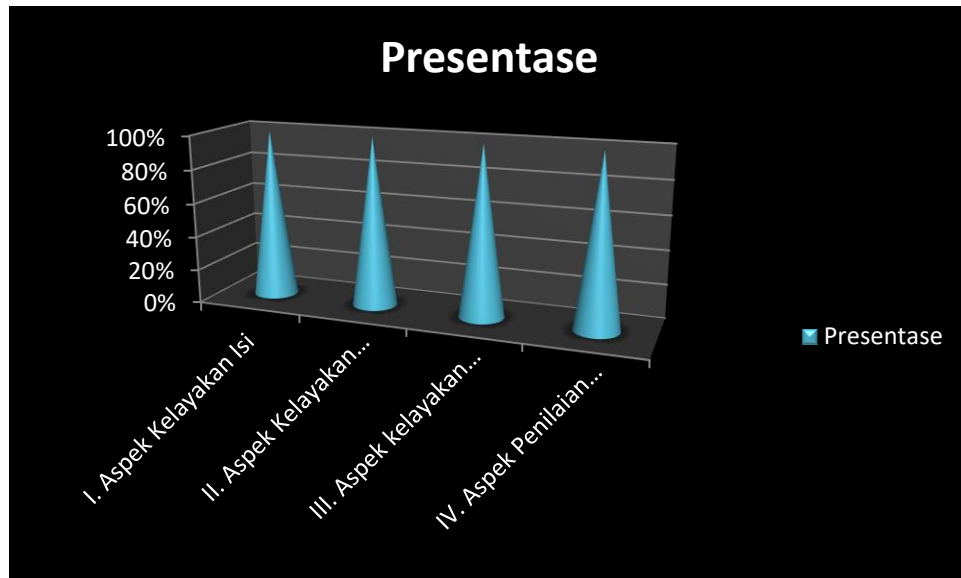 Presentase
100%
80%
60%
40%
20%
0%
I. Aspek Kelayakan Isi
II. Aspek Kelayakan...
III. Aspek kelayakan...
IV. Aspek Penilaian...
Presentase